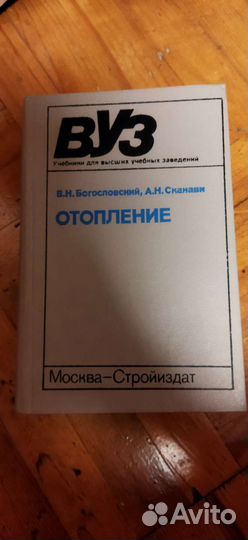 ВУЗ
Учебники для высших учебных заведений
В.Н.Богословский, А.Н.Сканави
ОТОПЛЕНИЕ
Москва–Стройиздат
Avito